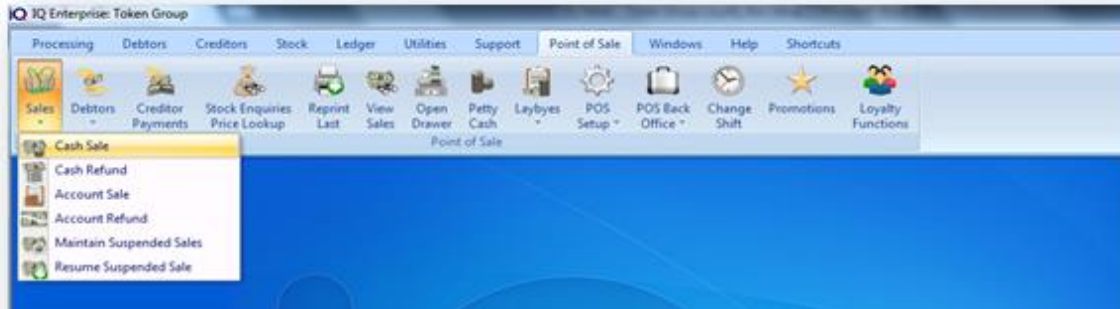 IQ Enterprise: Token Group
Processing Debtors Creditors Stock Ledger Utilities Support Point of Sale Windows Help Shortcuts
Sales Debtors Creditor Payments Stock Enquiries Price Lookup Reprint Last View Sales Open Drawer Petty Cash Laybyes POS Setup POS Back Office Change Shift Promotions Loyalty Functions
Point of Sale
Cash Sale
Cash Refund
Account Sale
Account Refund
Maintain Suspended Sales
Resume Suspended Sale